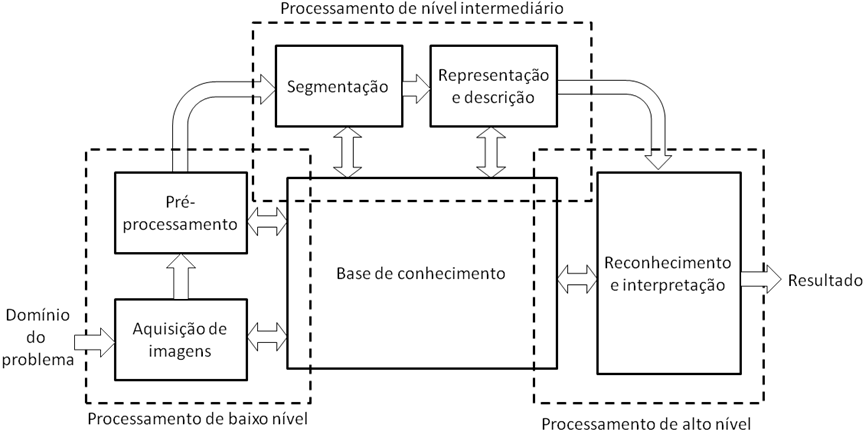 Processamento de nível intermediário
Segmentação
Representação
e descrição
Pré-
processamento
Base de conhecimento
Reconhecimento
e interpretação
Resultado
Domínio
do
problema
Aquisição de
imagens
Processamento de baixo nível
Processamento de alto nível